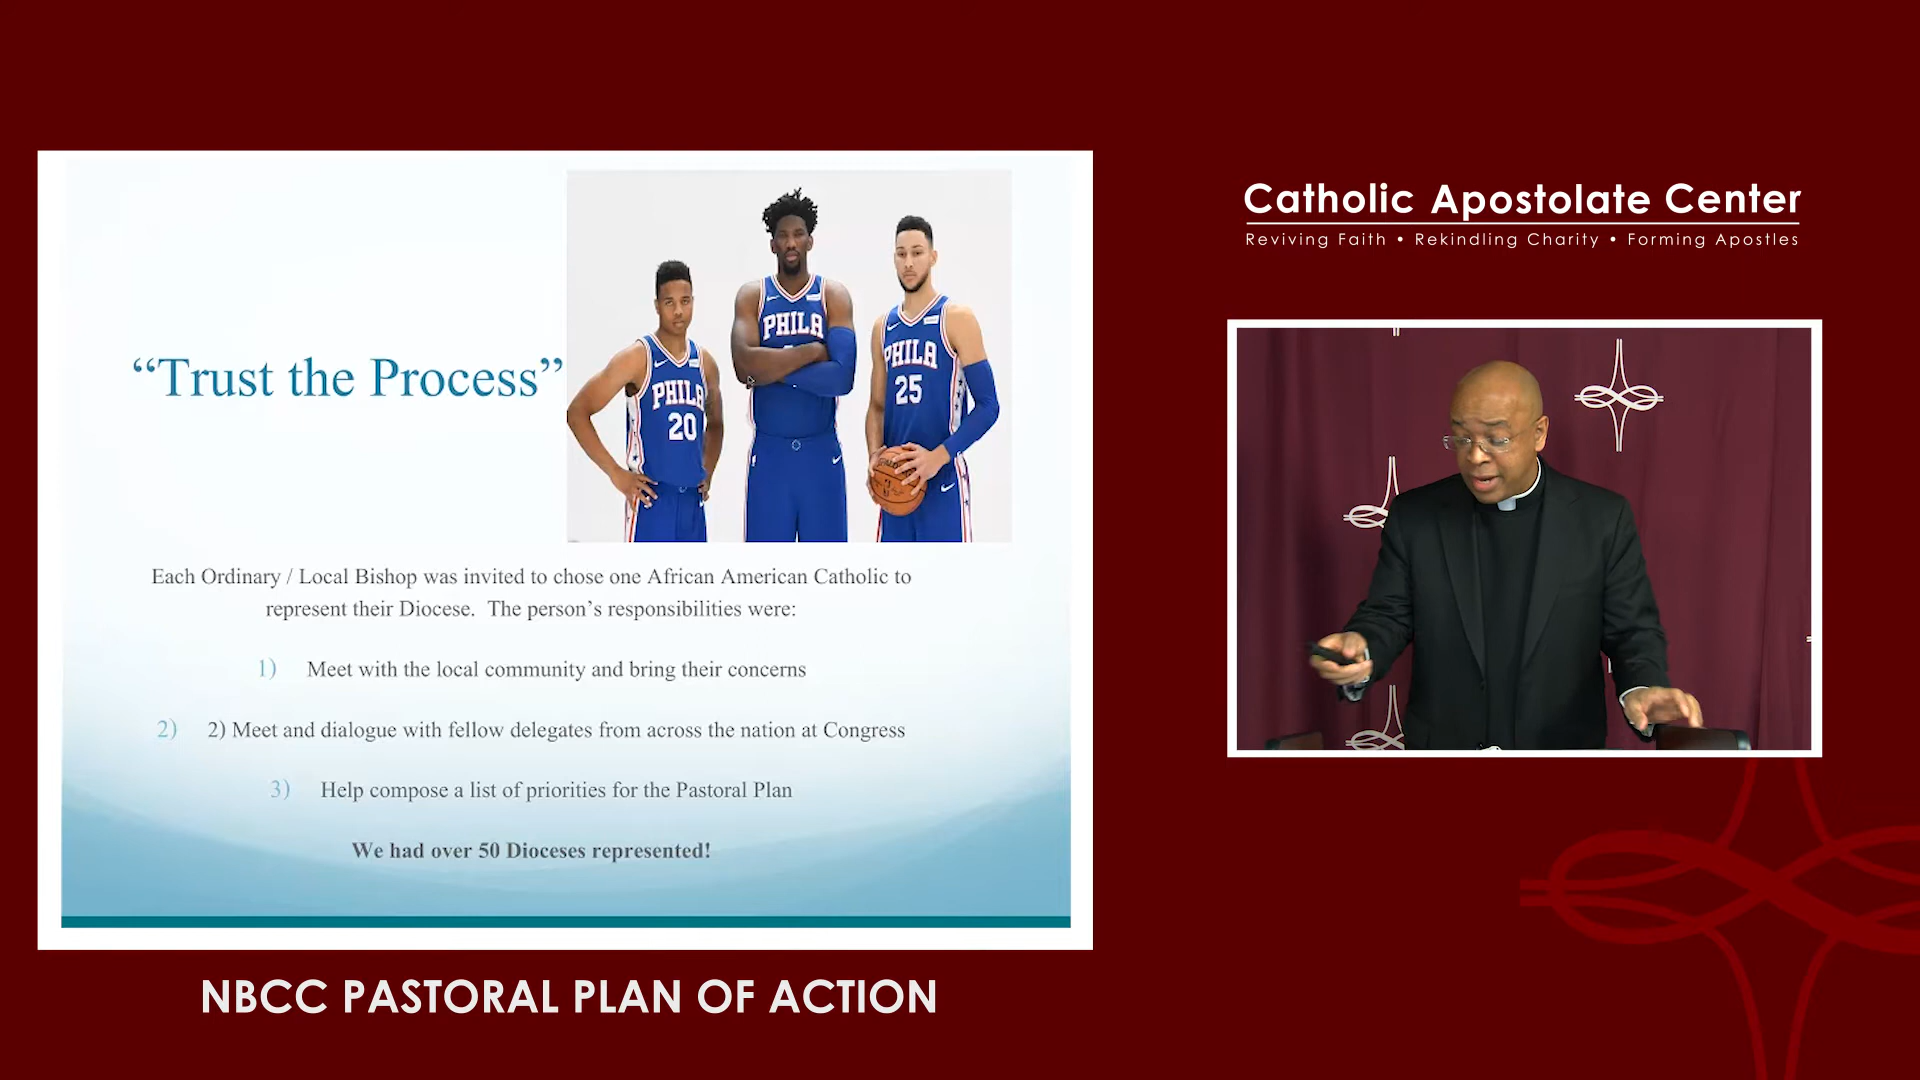 Catholic Apostolate Center
Reviving Faith • Rekindling Charity • Forming Apostles
“Trust the Process”
PHILA
20
PHILA
PHILA
25
Each Ordinary / Local Bishop was invited to chose one African American Catholic to
represent their Diocese. The person’s responsibilities were:
1) Meet with the local community and bring their concerns
2) 2) Meet and dialogue with fellow delegates from across the nation at Congress
3) Help compose a list of priorities for the Pastoral Plan
We had over 50 Dioceses represented!
NBCC PASTORAL PLAN OF ACTION